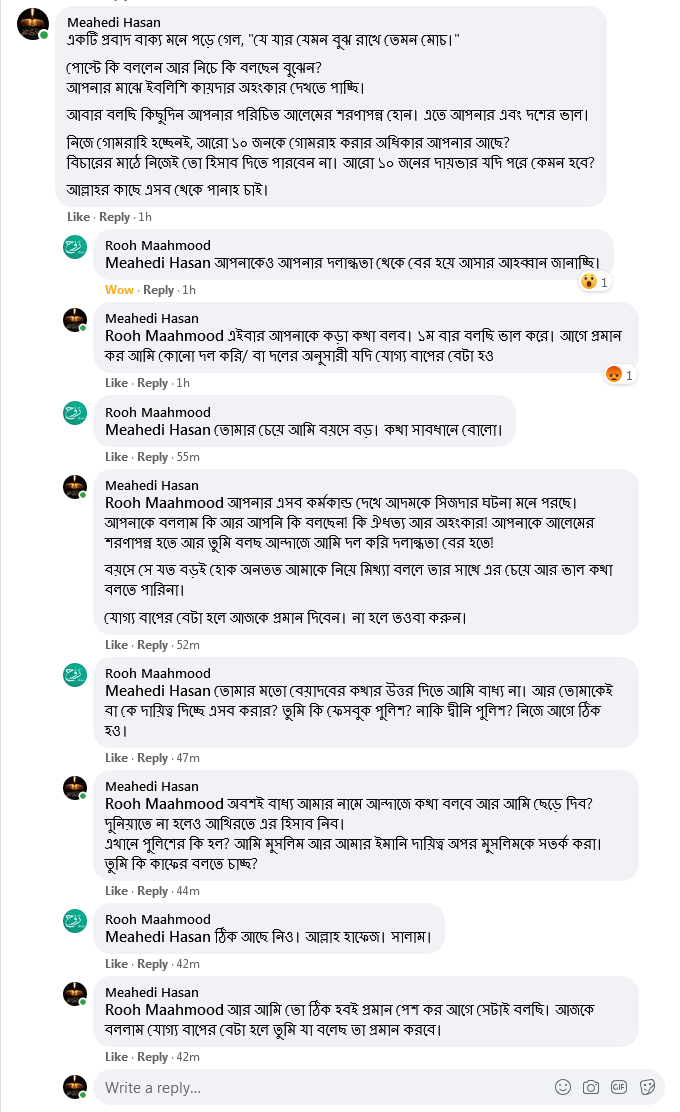 Meahedi Hasan
একটি প্রবাদ বাক্য মনে পড়ে গেল, "যে যার যেমন বুঝ রাখে তেমন মোচ।"
পোস্টে কি বললেন আর নিচে কি বলছেন বুঝেন?
আপনার মাঝে ইবলিশি কায়দার অহংকার দেখতে পাচ্ছি।
আবার বলছি কিছুদিন আপনার পরিচিত আলেমের শরণাপন্ন হোন। এতে আপনার এবং দশের ভাল।
নিজে গোমরাহি হচ্ছেনই, আরো ১০ জনকে গোমরাহ করার অধিকার আপনার আছে?
বিচারের মাঠে নিজেই তো হিসাব দিতে পারবেন না। আরো ১০ জনের দায়ভার যদি পরে কেমন হবে?
আল্লাহর কাছে এসব থেকে পানাহ চাই।
Like · Reply · 1h
Rooh Maahmood
Meahedi Hasan আপনাকেও আপনার দলান্ধতা থেকে বের হয়ে আসার আহব্বান জানাচ্ছি।
1
Wow · Reply · 1h
Meahedi Hasan
Rooh Maahmood এইবার আপনাকে কড়া কথা বলব। ১ম বার বলছি ভাল করে। আগে প্রমান
কর আমি কোনো দল করি/ বা দলের অনুসারী যদি যোগ্য বাপের বেটা হও
1
Like · Reply · 1h
Rooh Maahmood
Meahedi Hasan তোমার চেয়ে আমি বয়সে বড়। কথা সাবধানে বোলো।
Like · Reply · 55m
Meahedi Hasan
Rooh Maahmood আপনার এসব কর্মকান্ড দেখে আদমকে সিজদার ঘটনা মনে পরছে।
আপনাকে বললাম কি আর আপনি কি বলছেন! কি ঐধত্য আর অহংকার! আপনাকে আলেমের
শরণাপন্ন হতে আর তুমি বলছ আন্দাজে আমি দল করি দলান্ধতা বের হতে!
বয়সে সে যত বড়ই হোক অনতত আমাকে নিয়ে মিথ্যা বললে তার সাথে এর চেয়ে আর ভাল কথা
বলতে পারিনা।
যোগ্য বাপের বেটা হলে আজকে প্রমান দিবেন। না হলে তওবা করুন।
Like · Reply · 52m
Rooh Maahmood
Meahedi Hasan তোমার মতো বেয়াদবের কথার উত্তর দিতে আমি বাধ্য না। আর তোমাকেই
বা কে দায়িত্ব দিচ্ছে এসব করার? তুমি কি ফেসবুক পুলিশ? নাকি দ্বীনি পুলিশ? নিজে আগে ঠিক
হও।
Like · Reply · 47m
Meahedi Hasan
Rooh Maahmood অবশই বাধ্য আমার নামে আন্দাজে কথা বলবে আর আমি ছেড়ে দিব?
দুনিয়াতে না হলেও আখিরতে এর হিসাব নিব।
এখানে পুলিশের কি হল? আমি মুসলিম আর আমার ইমানি দায়িত্ব অপর মুসলিমকে সতর্ক করা।
তুমি কি কাফের বলতে চাচ্ছ?
Like · Reply · 44m
Rooh Maahmood
Meahedi Hasan ঠিক আছে নিও। আল্লাহ হাফেজ। সালাম।
Like · Reply · 42m
Meahedi Hasan
Rooh Maahmood আর আমি তো ঠিক হবই প্রমান পেশ কর আগে সেটাই বলছি। আজকে
বললাম যোগ্য বাপের বেটা হলে তুমি যা বলেছ তা প্রমান করবে।
Like · Reply · 42m
Write a reply...
GIF